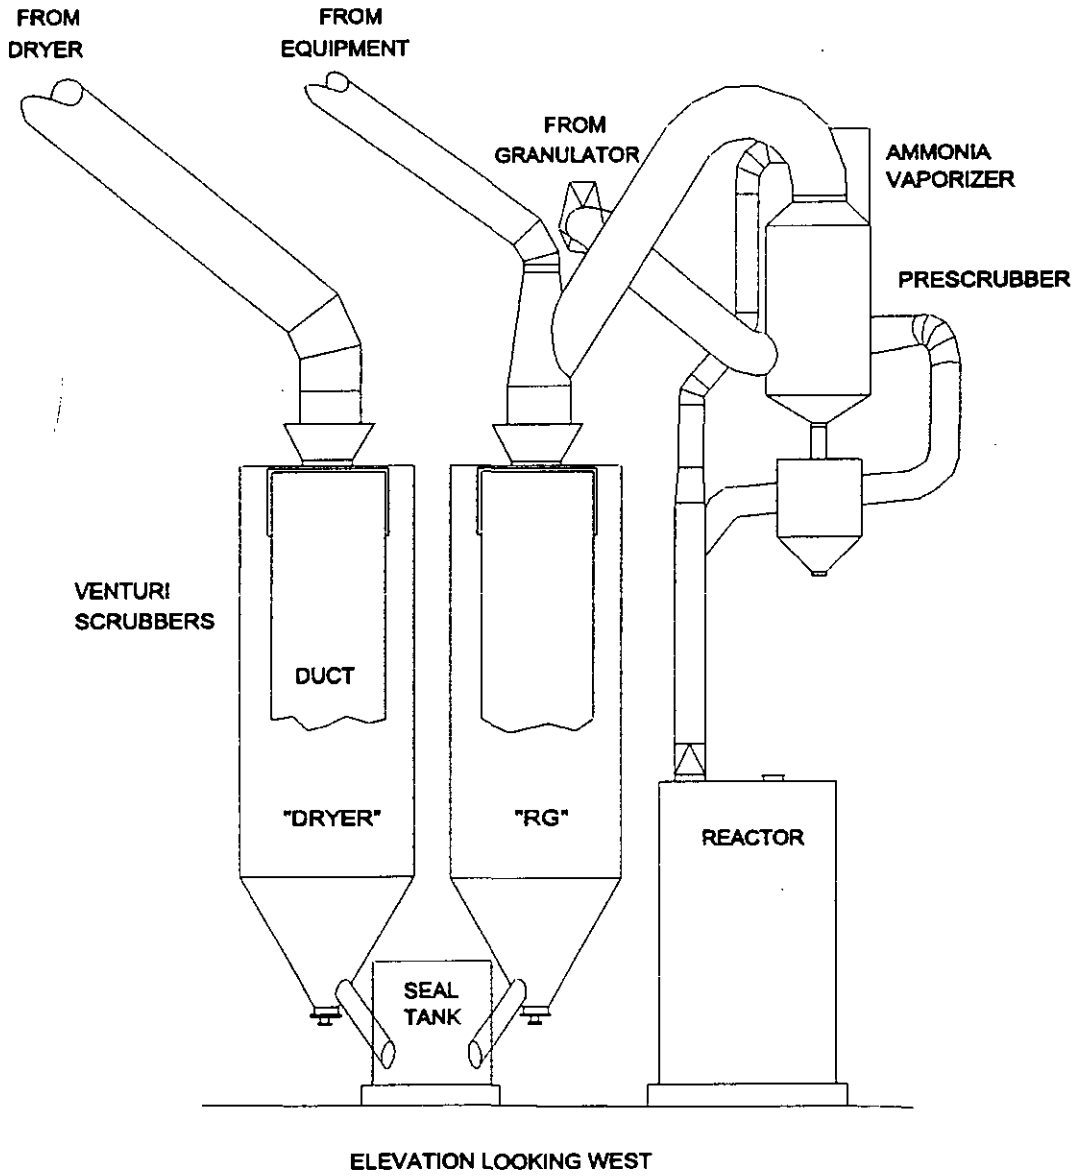 FROM
DRYER
FROM
EQUIPMENT
FROM
GRANULATOR
AMMONIA
VAPORIZER
PRESCRUBBER
VENTURI
SCRUBBERS
DUCT
"DRYER"
"RG"
REACTOR
SEAL
TANK
ELEVATION LOOKING WEST